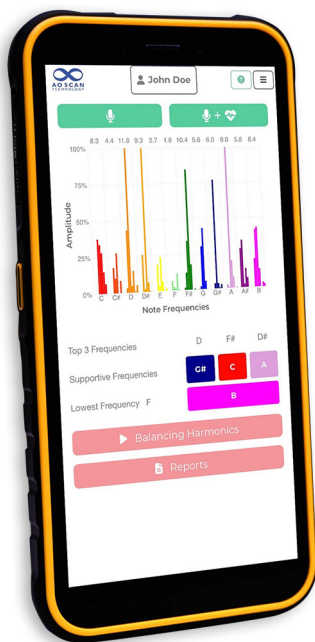 AO SCAN
TECHNOLOGY
John Doe
?
+
8.3 4.4 11.8 9.3 3.7 1.6 10.4 5.6 6.0 9.0 5.8 8.4
100%
75%
50%
25%
0%
Amplitude
C C# D D# E F F# G G# A A# B
Note Frequencies
Top 3 Frequencies D F# D#
Supportive Frequencies G# C A
Lowest Frequency F B
Balancing Harmonics
Reports